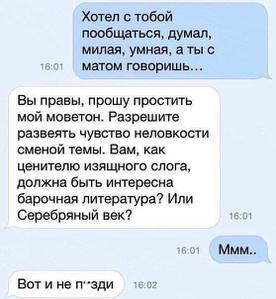 Хотел с тобой
пообщаться, думал,
милая, умная, а ты с
матом говоришь...
16:01
Вы правы, прошу простить
мой моветон. Разрешите
развеять чувство неловкости
сменой темы. Вам, как
ценителю изящного слога,
должна быть интересна
барочная литература? Или
Серебряный век?
16:01
16:01
Ммм..
Вот и не п**зди
16:02